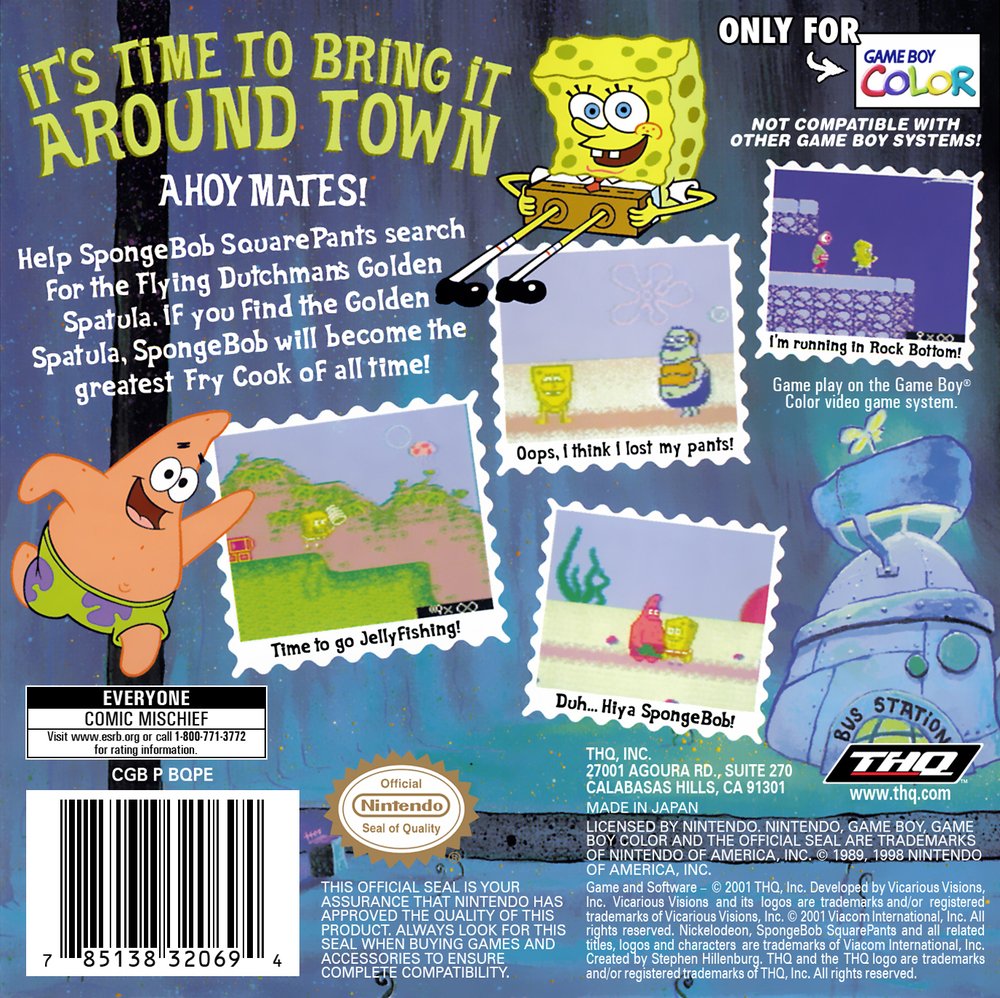 iT'S TiME TO BRiNG iT
AROUND TOWN
AHOY MATES!
Help SpongeBob SquarePants search
For the Flying Dutchman's Golden
Spatula. IF you Find the Golden
Spatula, SpongeBob will become the
greatest Fry Cook oF all time!
ONLY FOR
GAME BOY
COLOR
NOT COMPATIBLE WITH
OTHER GAME BOY SYSTEMS!
I'm running in Rock Bottom!
Game play on the Game Boy®
Color video game system.
Oops, I think I lost my pants!
Time to go JellyFishing!
Duh... Hiya SpongeBob!
BUS STATION
EVERYONE
COMIC MISCHIEF
Visit www.esrb.org or call 1-800-771-3772
for rating information.
CGB P BQPE
7 85138 32069 4
Official
Nintendo
Seal of Quality
®
THIS OFFICIAL SEAL IS YOUR
ASSURANCE THAT NINTENDO HAS
APPROVED THE QUALITY OF THIS
PRODUCT. ALWAYS LOOK FOR THIS
SEAL WHEN BUYING GAMES AND
ACCESSORIES TO ENSURE
COMPLETE COMPATIBILITY.
THQ, INC.
27001 AGOURA RD., SUITE 270
CALABASAS HILLS, CA 91301
MADE IN JAPAN
THQ
™
www.thq.com
LICENSED BY NINTENDO. NINTENDO, GAME BOY, GAME
BOY COLOR AND THE OFFICIAL SEAL ARE TRADEMARKS
OF NINTENDO OF AMERICA, INC. © 1989, 1998 NINTENDO
OF AMERICA, INC.
Game and Software – © 2001 THQ, Inc. Developed by Vicarious Visions,
Inc. Vicarious Visions and its logos are trademarks and/or registered
trademarks of Vicarious Visions, Inc. © 2001 Viacom International, Inc. All
rights reserved. Nickelodeon, SpongeBob SquarePants and all related
titles, logos and characters are trademarks of Viacom International, Inc.
Created by Stephen Hillenburg. THQ and the THQ logo are trademarks
and/or registered trademarks of THQ, Inc. All rights reserved.